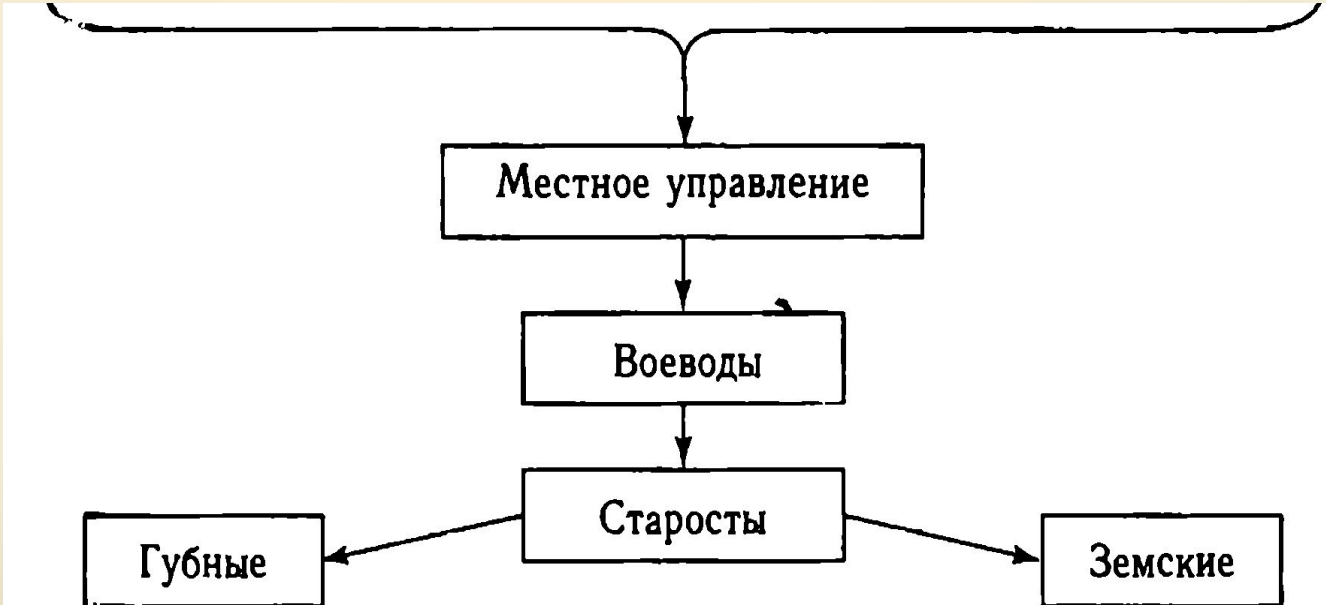 Местное управление
Воеводы
Старосты
Губные
Земские